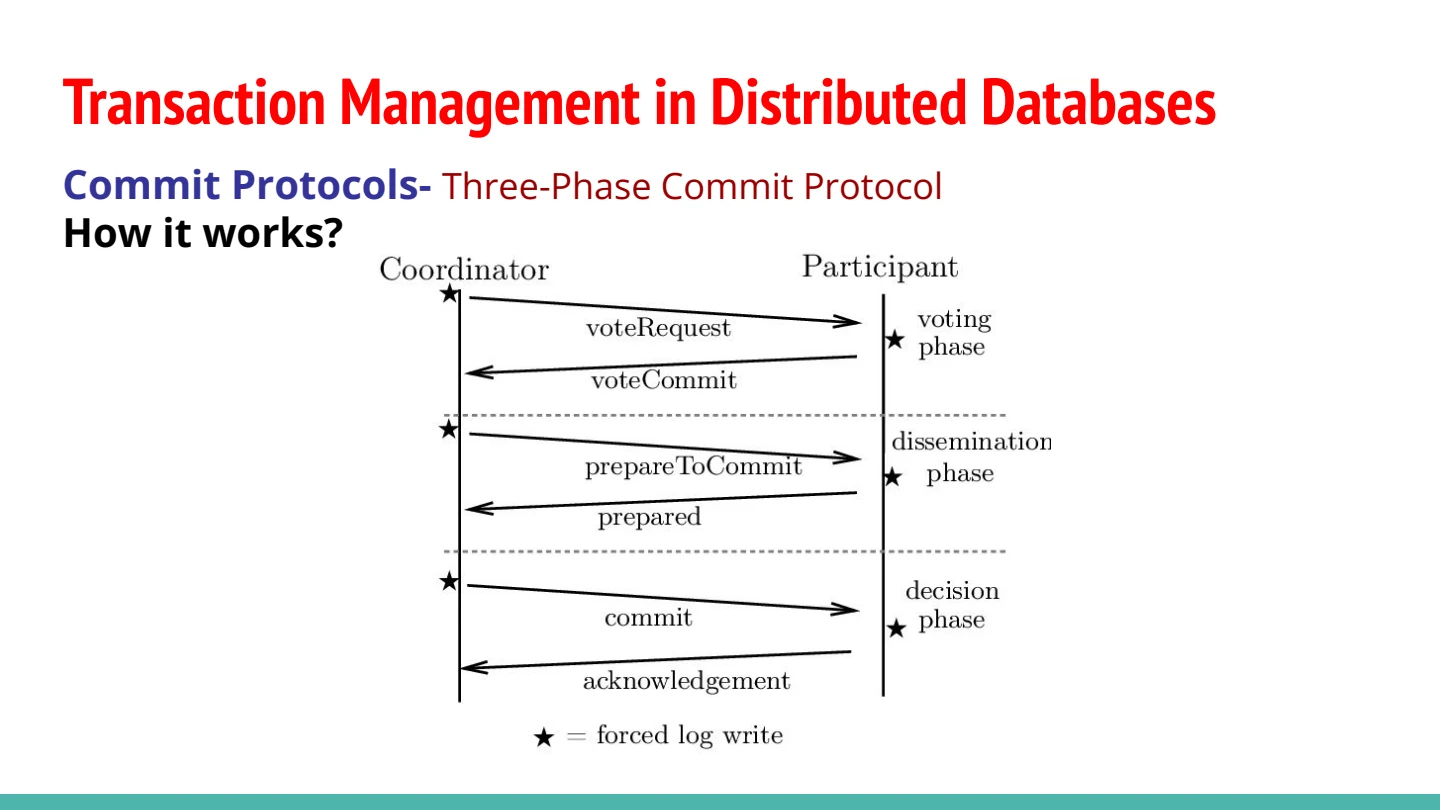 Transaction Management in Distributed Databases
Commit Protocols- Three-Phase Commit Protocol
How it works?
Coordinator
Participant
voteRequest
voting
phase
voteCommit
dissemination
phase
prepareToCommit
prepared
decision
phase
commit
acknowledgement
★ = forced log write